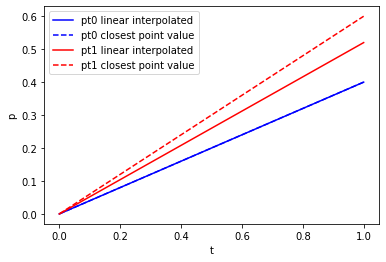 pt0 linear interpolated
pt0 closest point value
pt1 linear interpolated
pt1 closest point value
0.6
0.5
0.4
0.3
0.2
0.1
0.0
p
0.0 0.2 0.4 0.6 0.8 1.0
t